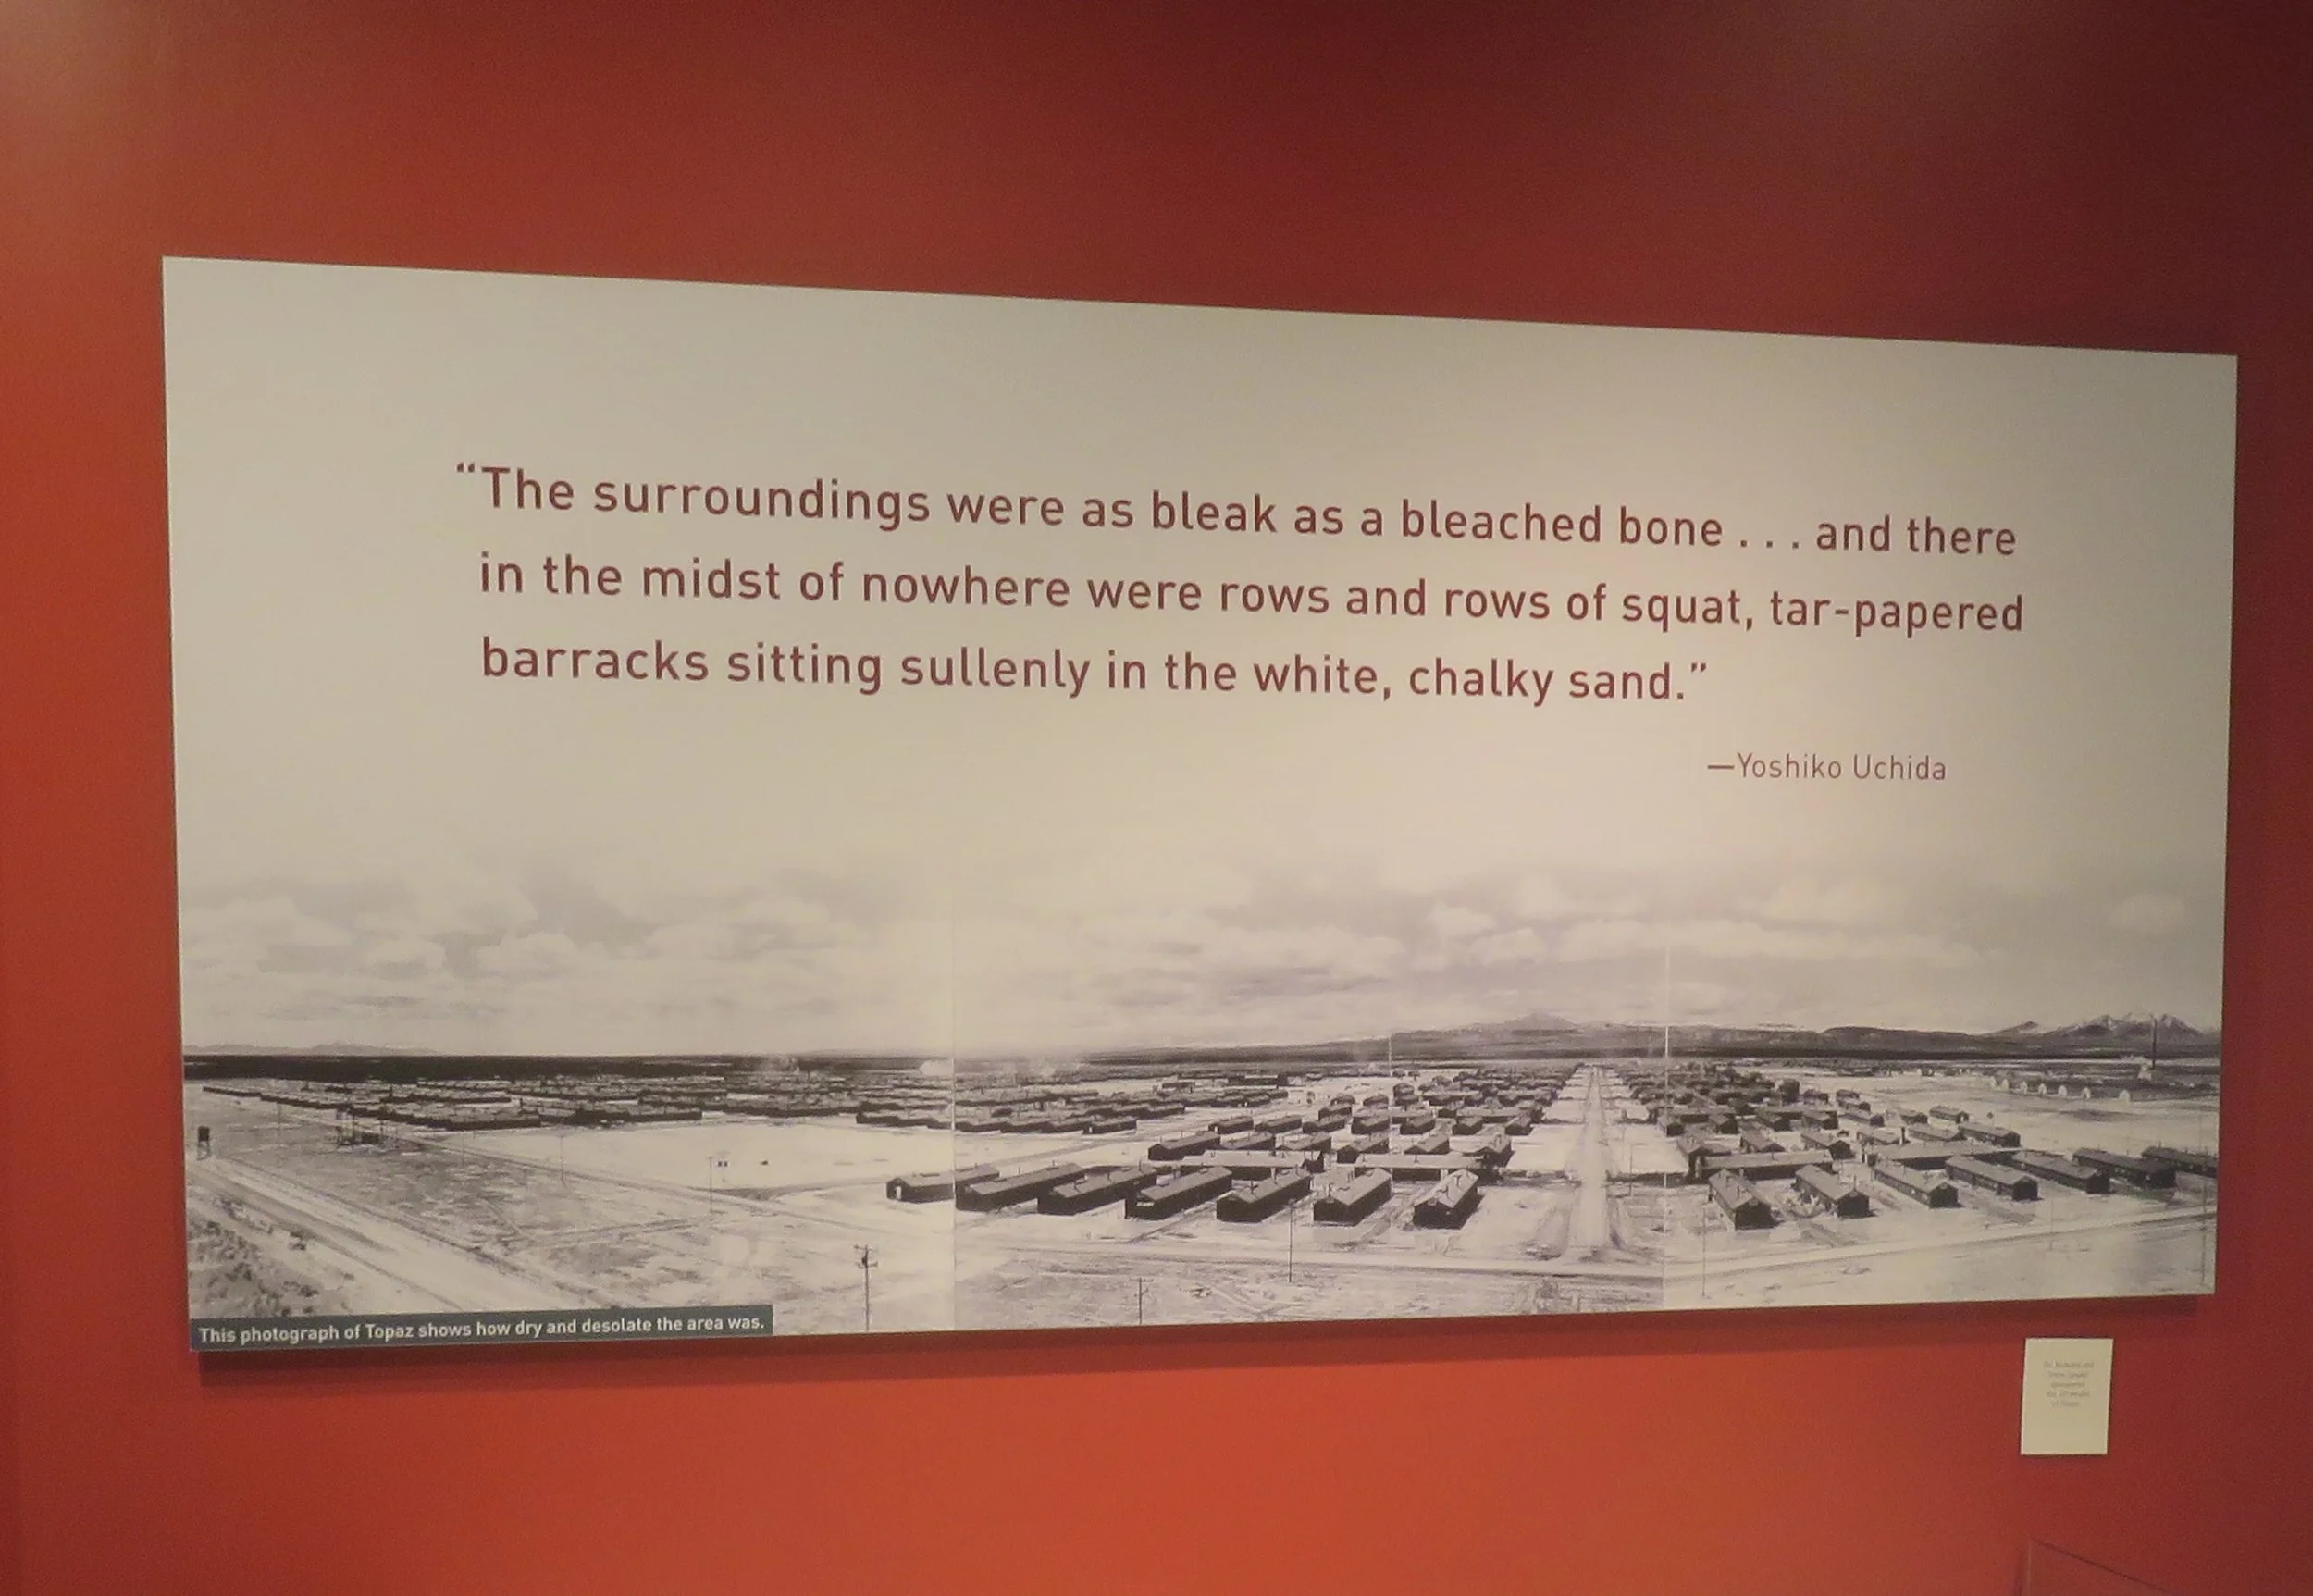 “The surroundings were as bleak as a bleached bone . . . and there
in the midst of nowhere were rows and rows of squat, tar-papered
barracks sitting sullenly in the white, chalky sand.”
—Yoshiko Uchida
This photograph of Topaz shows how dry and desolate the area was.